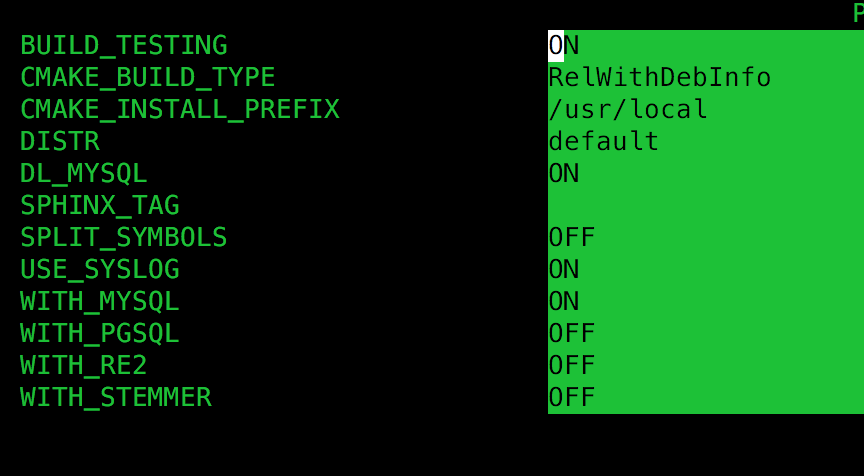 P
BUILD_TESTING ON
CMAKE_BUILD_TYPE RelWithDebInfo
CMAKE_INSTALL_PREFIX /usr/local
DISTR default
DL_MYSQL ON
SPHINX_TAG
SPLIT_SYMBOLS OFF
USE_SYSLOG ON
WITH_MYSQL ON
WITH_PGSQL OFF
WITH_RE2 OFF
WITH_STEMMER OFF